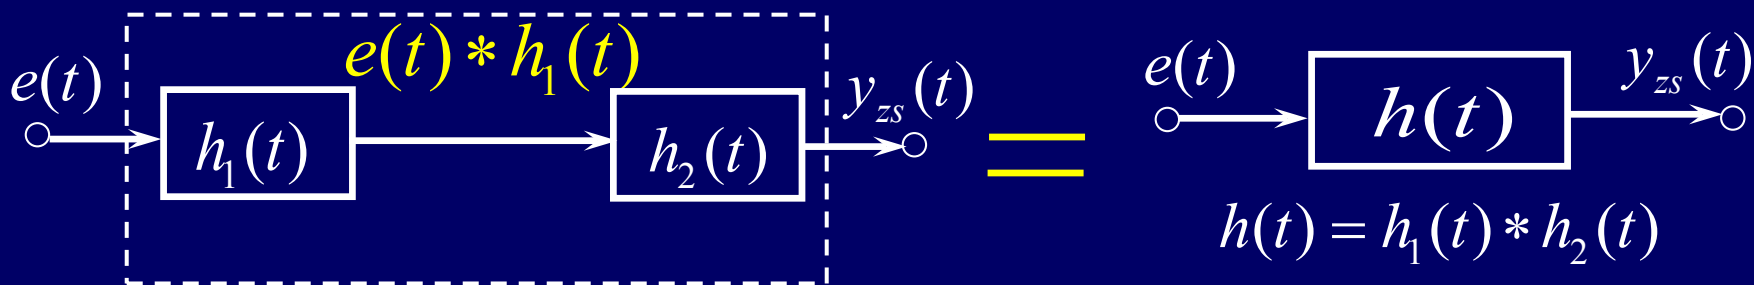 e(t) * h₁(t)
e(t)
h₁(t)
h₂(t)
y_zs(t)
=
e(t)
h(t)
y_zs(t)
h(t) = h₁(t) * h₂(t)